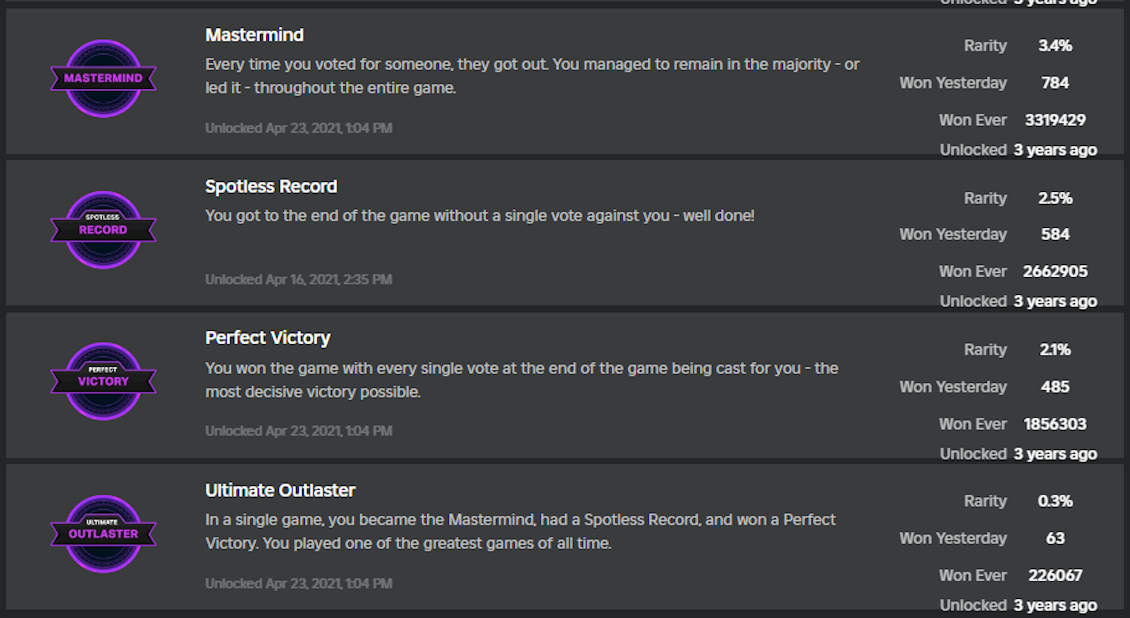 Unlocked 3 years ago
MASTERMIND
Mastermind
Every time you voted for someone, they got out. You managed to remain in the majority - or
led it - throughout the entire game.
Unlocked Apr 23, 2021, 1:04 PM
Rarity 3.4%
Won Yesterday 784
Won Ever 3319429
Unlocked 3 years ago
SPOTLESS
RECORD
Spotless Record
You got to the end of the game without a single vote against you - well done!
Unlocked Apr 16, 2021, 2:35 PM
Rarity 2.5%
Won Yesterday 584
Won Ever 2662905
Unlocked 3 years ago
PERFECT
VICTORY
Perfect Victory
You won the game with every single vote at the end of the game being cast for you - the
most decisive victory possible.
Unlocked Apr 23, 2021, 1:04 PM
Rarity 2.1%
Won Yesterday 485
Won Ever 1856303
Unlocked 3 years ago
ULTIMATE
OUTLASTER
Ultimate Outlaster
In a single game, you became the Mastermind, had a Spotless Record, and won a Perfect
Victory. You played one of the greatest games of all time.
Unlocked Apr 23, 2021, 1:04 PM
Rarity 0.3%
Won Yesterday 63
Won Ever 226067
Unlocked 3 years ago